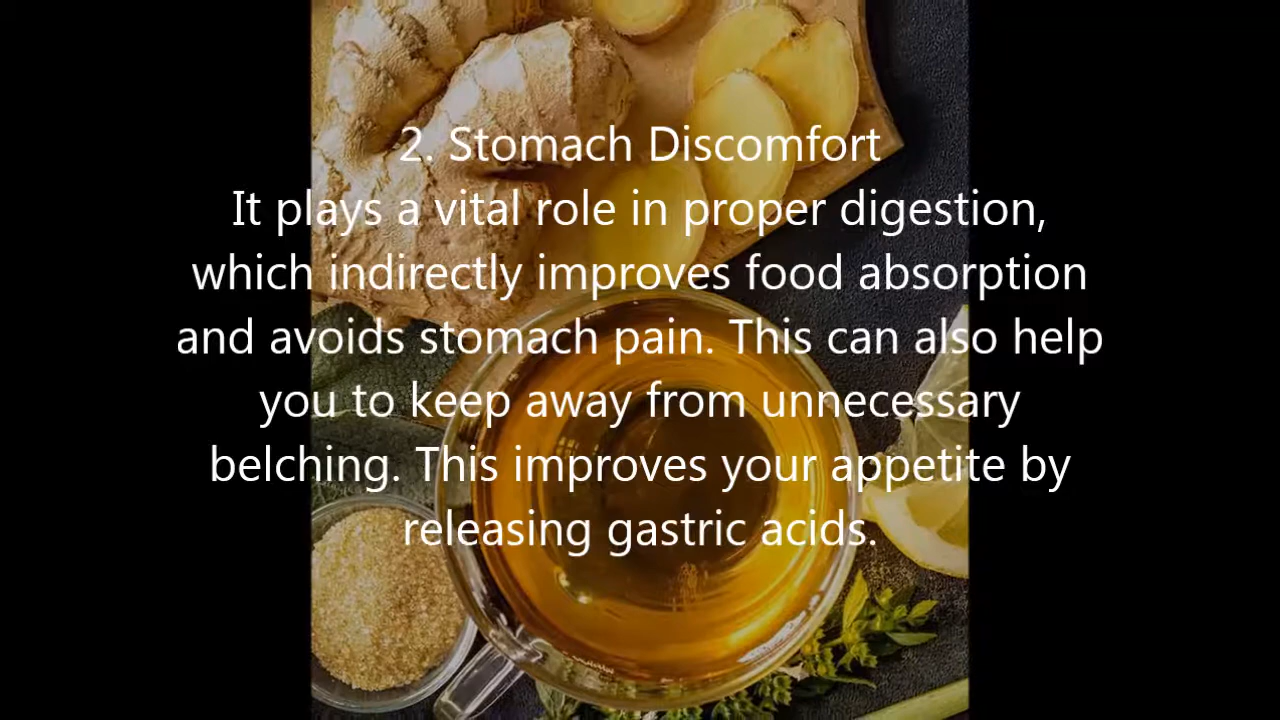 2. Stomach Discomfort
It plays a vital role in proper digestion,
which indirectly improves food absorption
and avoids stomach pain. This can also help
you to keep away from unnecessary
belching. This improves your appetite by
releasing gastric acids.